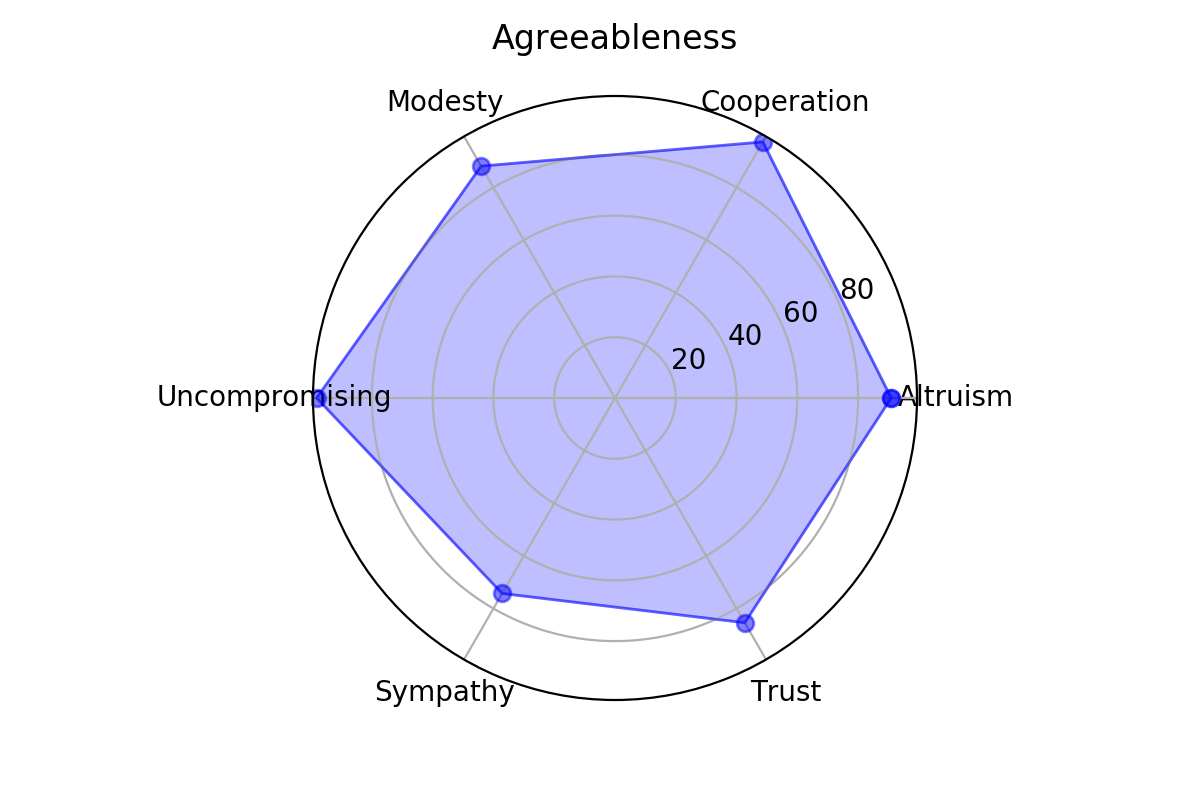 Agreeableness
Modesty
Cooperation
80
60
40
20
Uncompromising
Altruism
Sympathy
Trust